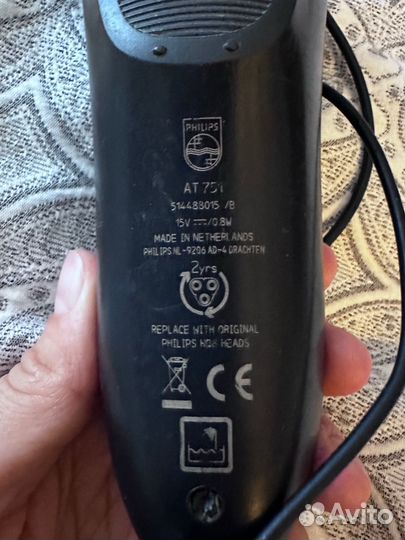 PHILIPS
AT 751
514488015 /B
15V ⎓/0.8W
MADE IN NETHERLANDS
PHILIPS NL-9206 AD-4 DRACHTEN
2yrs
REPLACE WITH ORIGINAL
PHILIPS HQ8 HEADS
CE
Avito